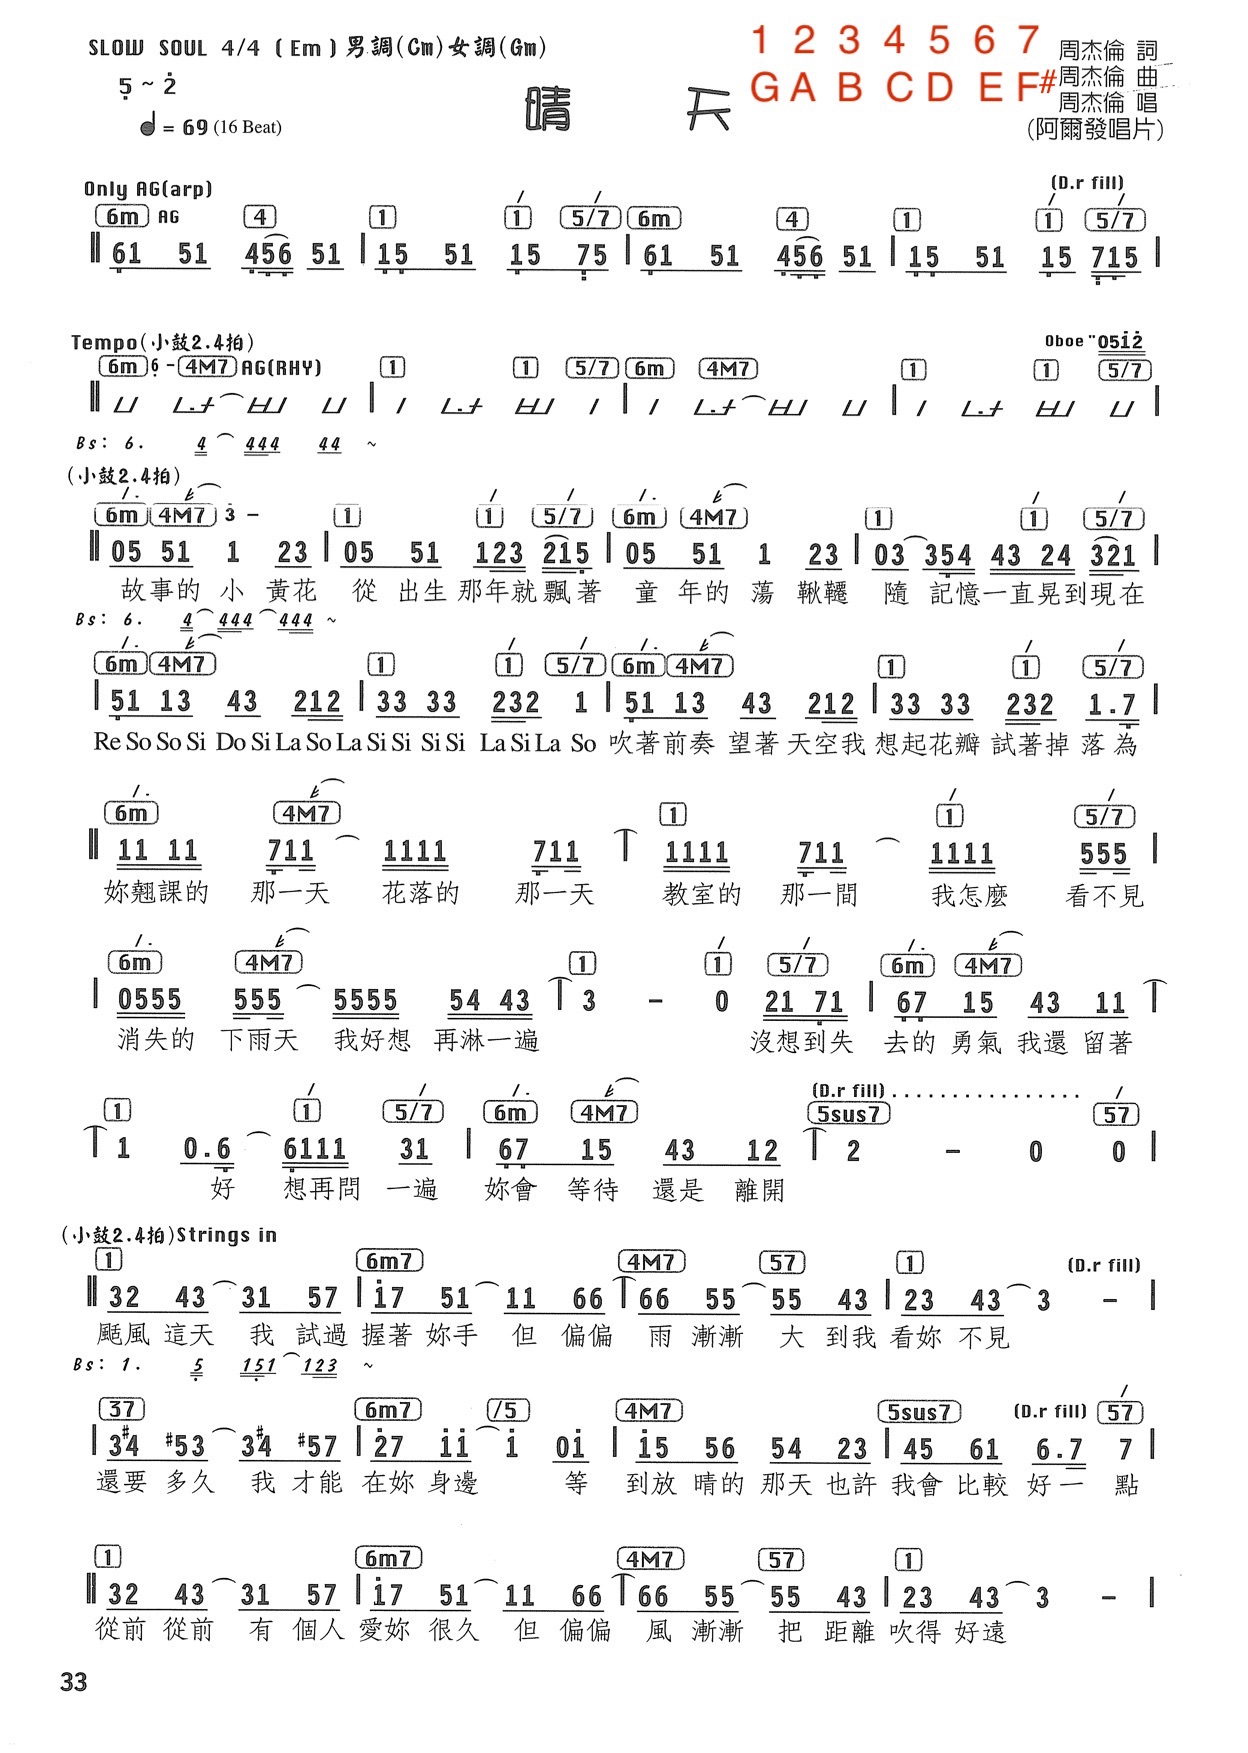 SLOW SOUL 4/4 (Em) 男調(Cm)女調(Gm)
1 2 3 4 5 6 7
G A B C D E F#
5 ~ 2
= 69 (16 Beat)
晴天
周杰倫 詞
周杰倫 曲
周杰倫 唱
(阿爾發唱片)
Only AG(arp)
(D.r fill)
6m AG 4 1 1 5/7 6m 4 1 1 5/7
61 51 456 51 | 15 51 15 75 | 61 51 456 51 | 15 51 15 715 |
Tempo(小鼓2.4拍)
Oboe "0512
6m 6 - 4M7 AG(RHY) 1 1 5/7 6m 4M7 1 1 5/7
Bs: 6. 4 444 44 ~
(小鼓2.4拍)
6m 4M7 3 - 1 1 5/7 6m 4M7 1 1 5/7
05 51 1 23 | 05 51 123 215 | 05 51 1 23 | 03 354 43 24 321 |
故事的 小 黃花 從 出生 那年就飄著 童 年的 蕩 鞦韆 隨 記憶一直晃到現在
Bs: 6. 4 444 444 ~
6m 4M7 1 1 5/7 6m 4M7 1 1 5/7
| 51 13 43 212 | 33 33 232 1 | 51 13 43 212 | 33 33 232 1.7 |
Re So So Si Do Si La So La Si Si Si Si La Si La So 吹著前奏 望著 天空我 想起花瓣 試著掉 落為
6m 4M7 1 1 5/7
11 11 711 1111 711 1111 711 1111 555 |
妳翹課的 那一天 花落的 那一天 教室的 那一間 我怎麼 看不見
6m 4M7 1 1 5/7 6m 4M7
| 0555 555 5555 54 43 3 - 0 21 71 | 67 15 43 11
消失的 下雨天 我好想 再淋一遍 沒想到失 去的 勇氣 我還 留著
(D.r fill)................
1 1 5/7 6m 4M7 5sus7 57
1 0.6 6111 31 | 67 15 43 12 2 - 0 0 |
好 想再問 一遍 妳會 等待 還是 離開
(小鼓2.4拍)Strings in
1 6m7 4M7 57 1 (D.r fill)
32 43 31 57 | 17 51 11 66 66 55 55 43 | 23 43 3 - |
颳風 這天 我 試過 握著 妳手 但 偏偏 雨 漸漸 大 到我 看妳 不見
Bs: 1. 5 151 123 ~
37 6m7 /5 4M7 5sus7 (D.r fill) 57
| 3#4 #53 3#4 #57 | 27 11 1 01 | 15 56 54 23 | 45 61 6.7 7 |
還要 多久 我 才能 在妳 身邊 等 到放 晴的 那天 也許 我會 比較 好一 點
1 6m7 4M7 57 1
32 43 31 57 | 17 51 11 66 66 55 55 43 | 23 43 3 - |
從前 從前 有 個人 愛妳 很久 但 偏偏 風 漸漸 把 距離 吹得 好遠
33